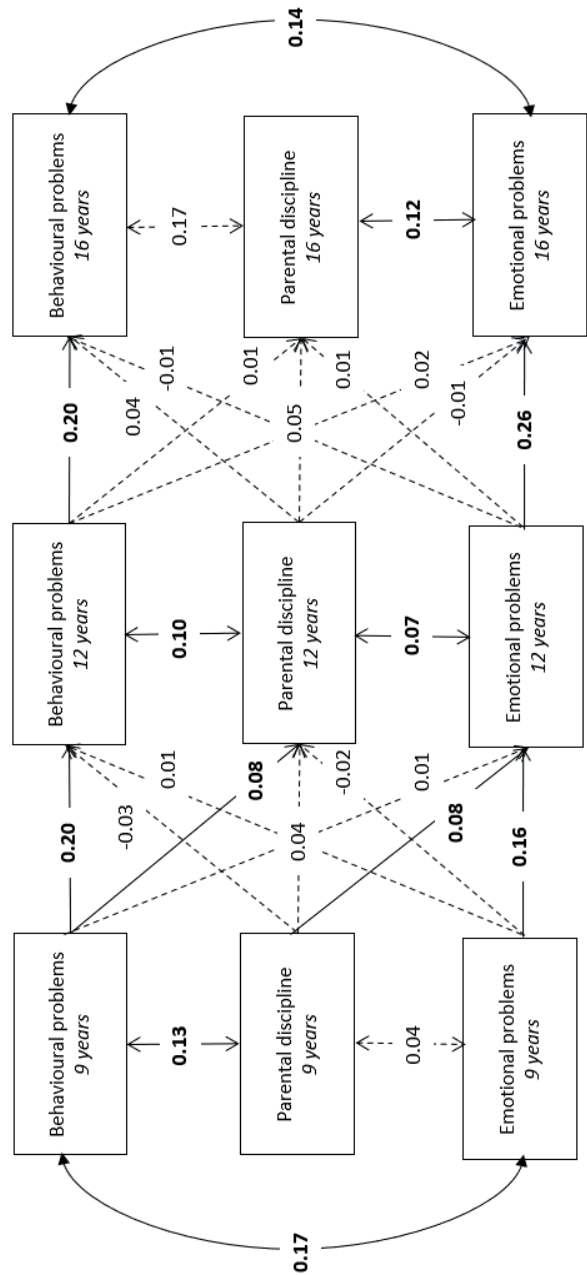 Behavioural problems
9 years
0.20
Behavioural problems
12 years
0.20
Behavioural problems
16 years
-0.03
0.04
0.13
0.01
0.10
-0.01
0.17
0.08
0.01
0.17
Parental discipline
9 years
0.04
Parental discipline
12 years
0.05
Parental discipline
16 years
0.14
-0.02
0.01
0.04
0.08
0.01
0.07
-0.01
0.02
0.12
Emotional problems
9 years
0.16
Emotional problems
12 years
0.26
Emotional problems
16 years